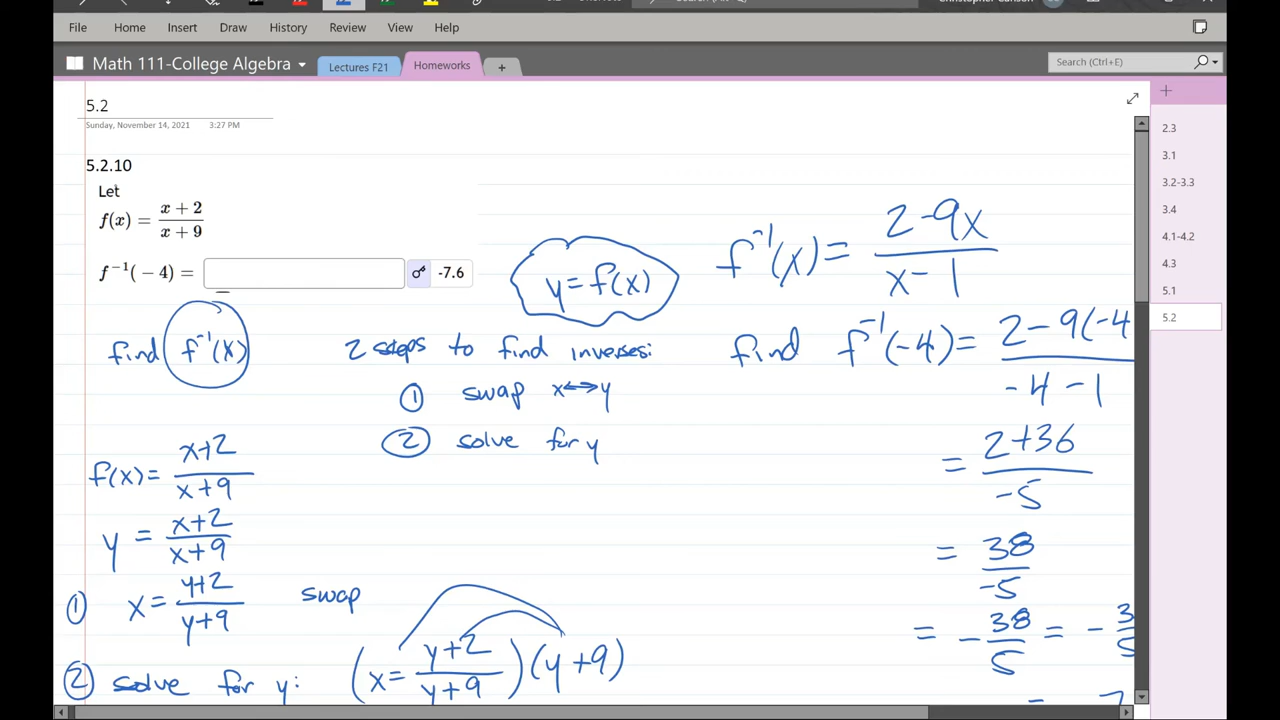 File Home Insert Draw History Review View Help
Math 111-College Algebra Lectures F21 Homeworks + Search (Ctrl+E)
5.2
Sunday, November 14, 2021 3:27 PM
5.2.10
Let
f(x) = (x + 2)/(x + 9)
f⁻¹(−4) = -7.6
find f⁻¹(x)
y = f(x)
2 steps to find inverses:
① swap x↔y
② solve for y
f(x) = (x+2)/(x+9)
y = (x+2)/(x+9)
① x = (y+2)/(y+9) swap
② solve for y: (x = (y+2)/(y+9))(y+9)
f⁻¹(x) = (2-9x)/(x-1)
find f⁻¹(-4) = (2-9(-4)/(-4-1)
= (2+36)/(-5)
= 38/(-5)
= -38/5 = -3
+
2.3
3.1
3.2-3.3
3.4
4.1-4.2
4.3
5.1
5.2